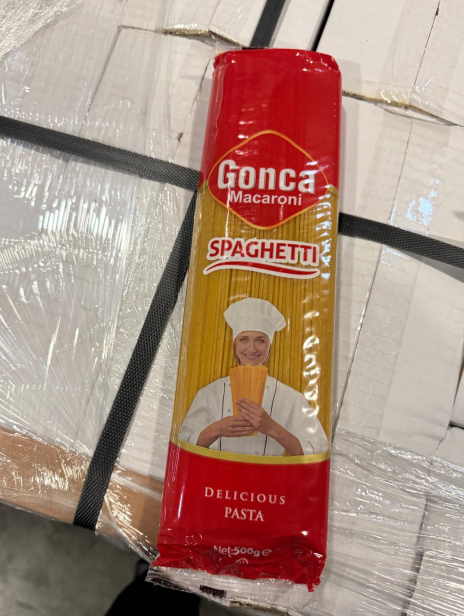 Gonca
Macaroni
SPAGHETTI
DELICIOUS
PASTA
Net:500g℮